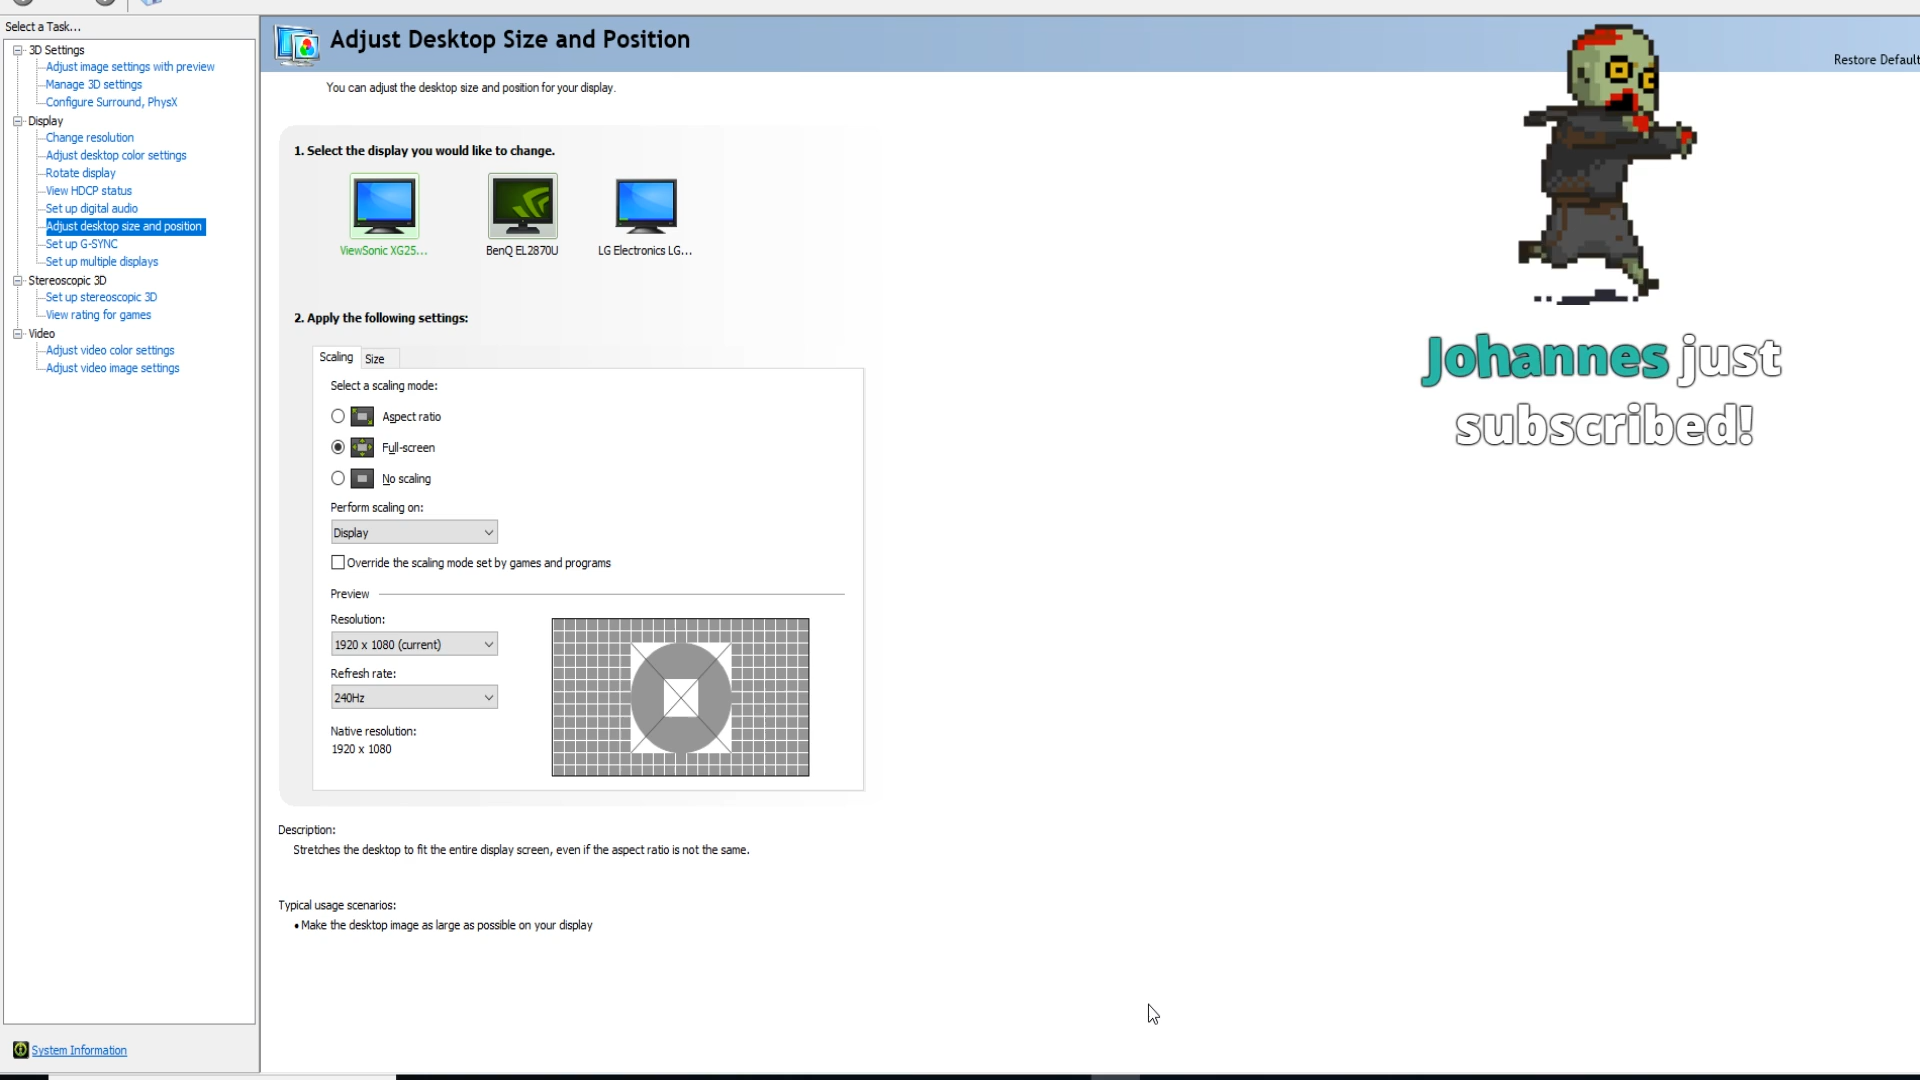 Select a Task...
3D Settings
Adjust image settings with preview
Manage 3D settings
Configure Surround, PhysX
Display
Change resolution
Adjust desktop color settings
Rotate display
View HDCP status
Set up digital audio
Adjust desktop size and position
Set up G-SYNC
Set up multiple displays
Stereoscopic 3D
Set up stereoscopic 3D
View rating for games
Video
Adjust video color settings
Adjust video image settings
System Information
Adjust Desktop Size and Position
Restore Default
You can adjust the desktop size and position for your display.
1. Select the display you would like to change.
ViewSonic XG25... BenQ EL2870U LG Electronics LG...
2. Apply the following settings:
Scaling Size
Select a scaling mode:
Aspect ratio
Full-screen
No scaling
Perform scaling on:
Display
Override the scaling mode set by games and programs
Preview
Resolution:
1920 x 1080 (current)
Refresh rate:
240Hz
Native resolution:
1920 x 1080
Description:
Stretches the desktop to fit the entire display screen, even if the aspect ratio is not the same.
Typical usage scenarios:
• Make the desktop image as large as possible on your display
Johannes just
subscribed!